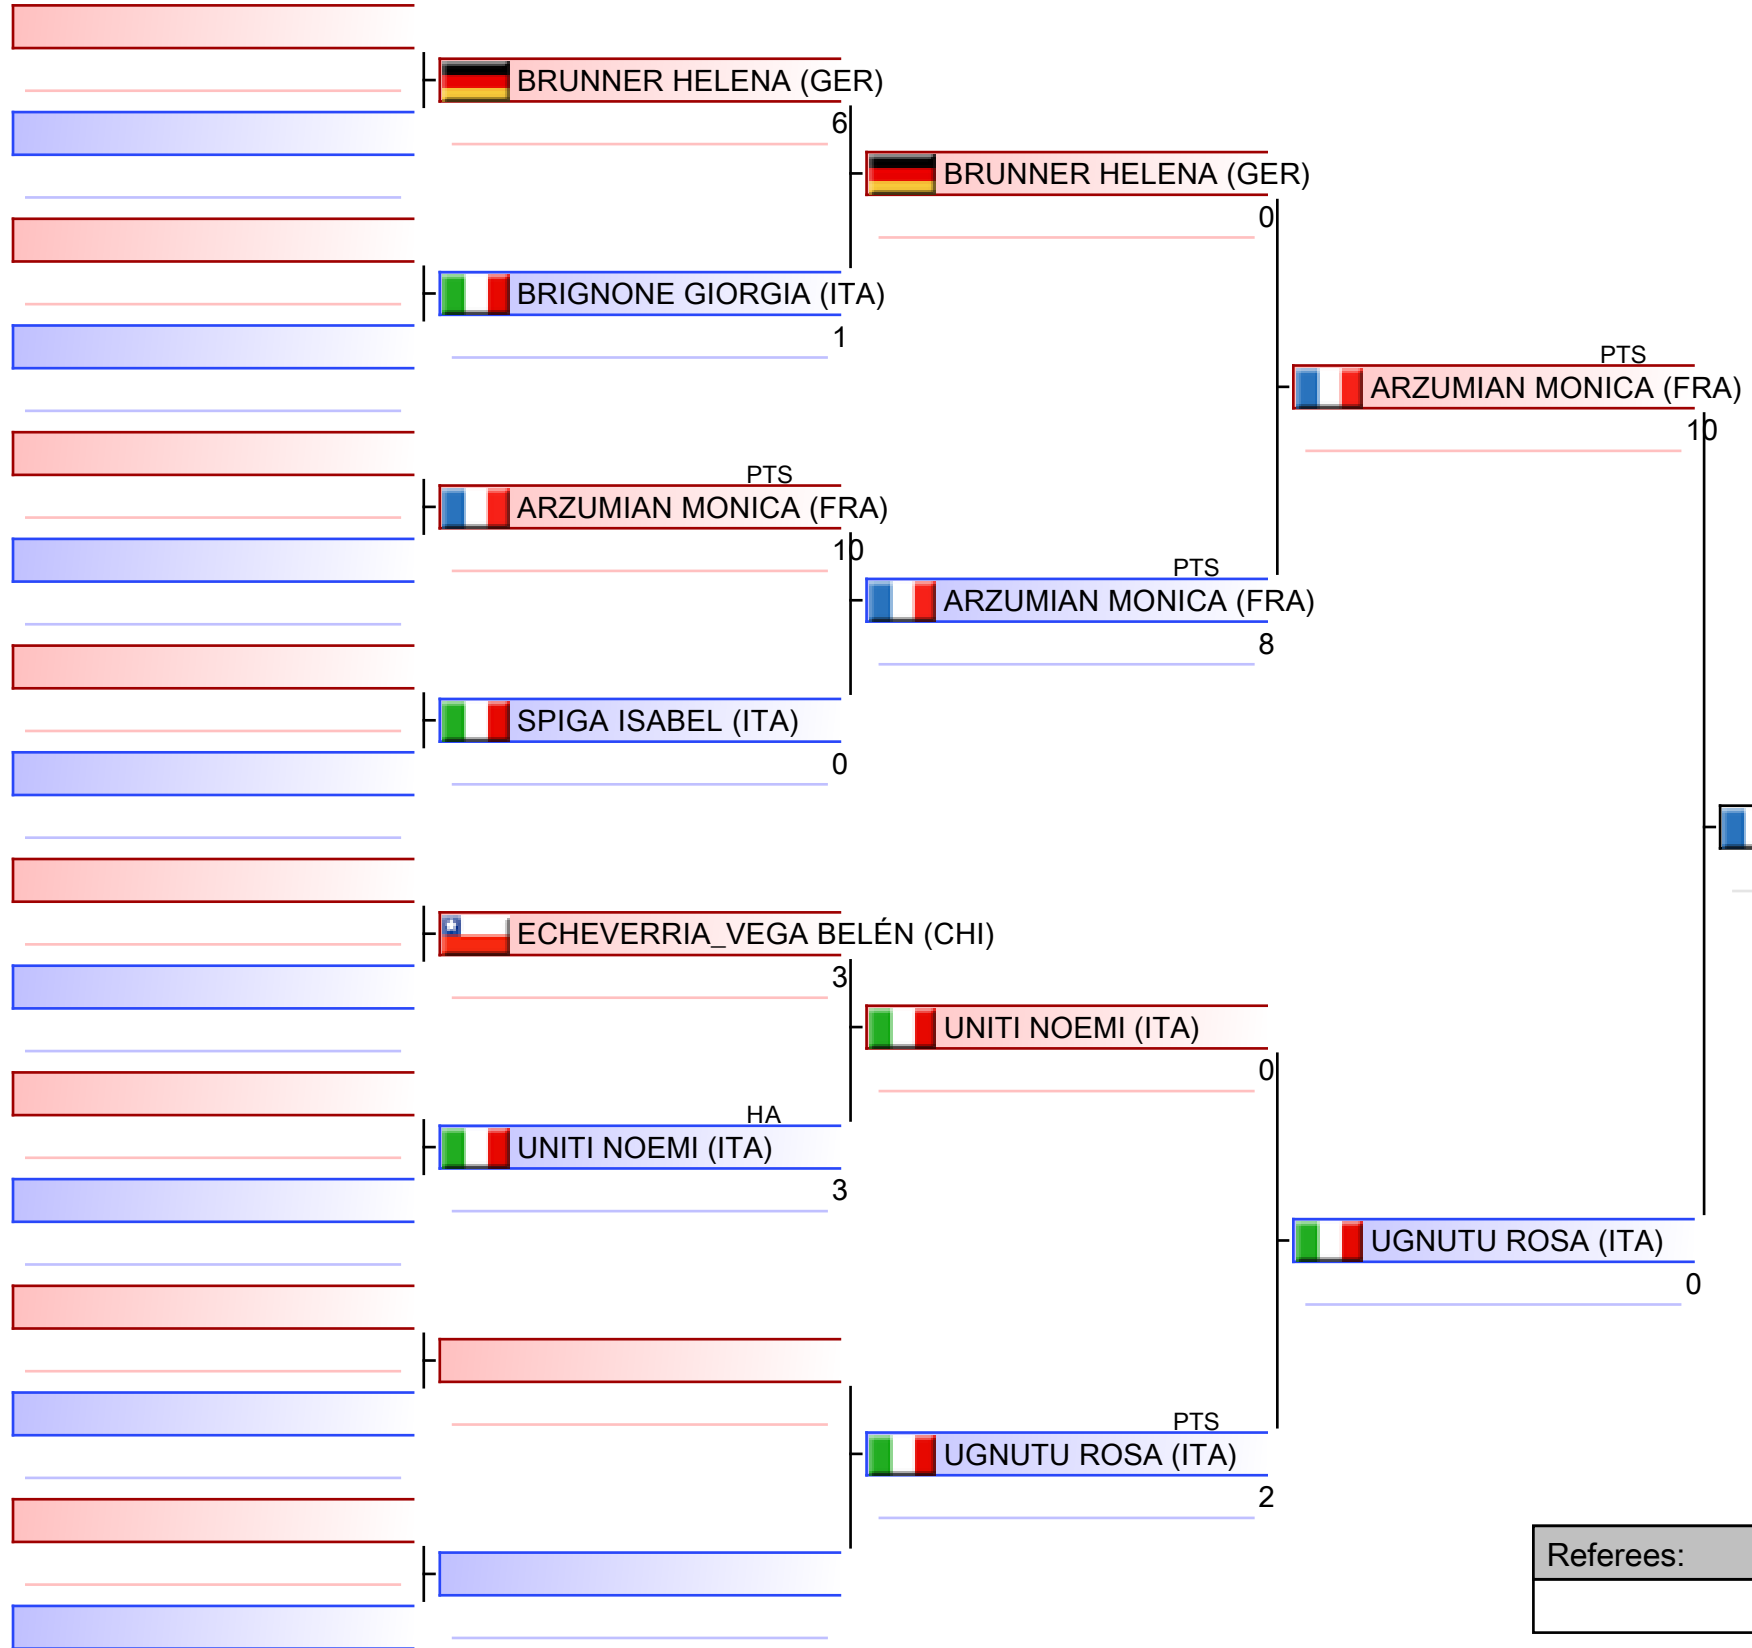 BRUNNER HELENA (GER)
6
BRUNNER HELENA (GER)
0
BRIGNONE GIORGIA (ITA)
1
PTS
ARZUMIAN MONICA (FRA)
10
PTS
ARZUMIAN MONICA (FRA)
10
PTS
ARZUMIAN MONICA (FRA)
8
SPIGA ISABEL (ITA)
0
ECHEVERRIA_VEGA BELÉN (CHI)
3
UNITI NOEMI (ITA)
0
HA
UNITI NOEMI (ITA)
3
UGNUTU ROSA (ITA)
0
PTS
UGNUTU ROSA (ITA)
2
Referees: